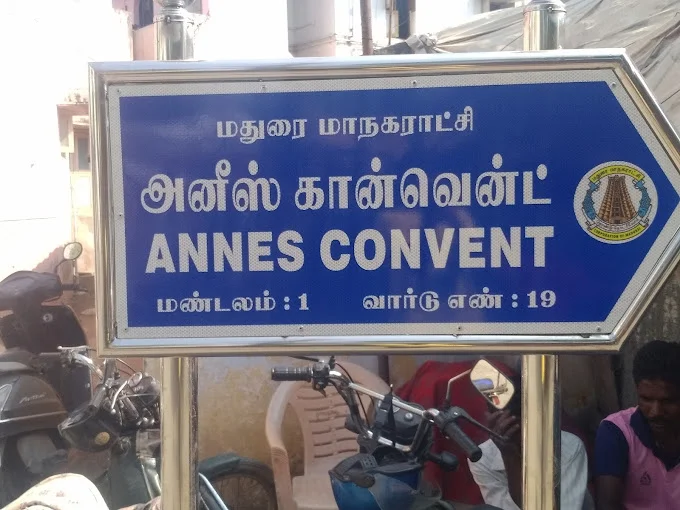 மதுரை மாநகராட்சி
அனீஸ் கான்வென்ட்
ANNES CONVENT
மண்டலம் : 1 வார்டு எண் : 19